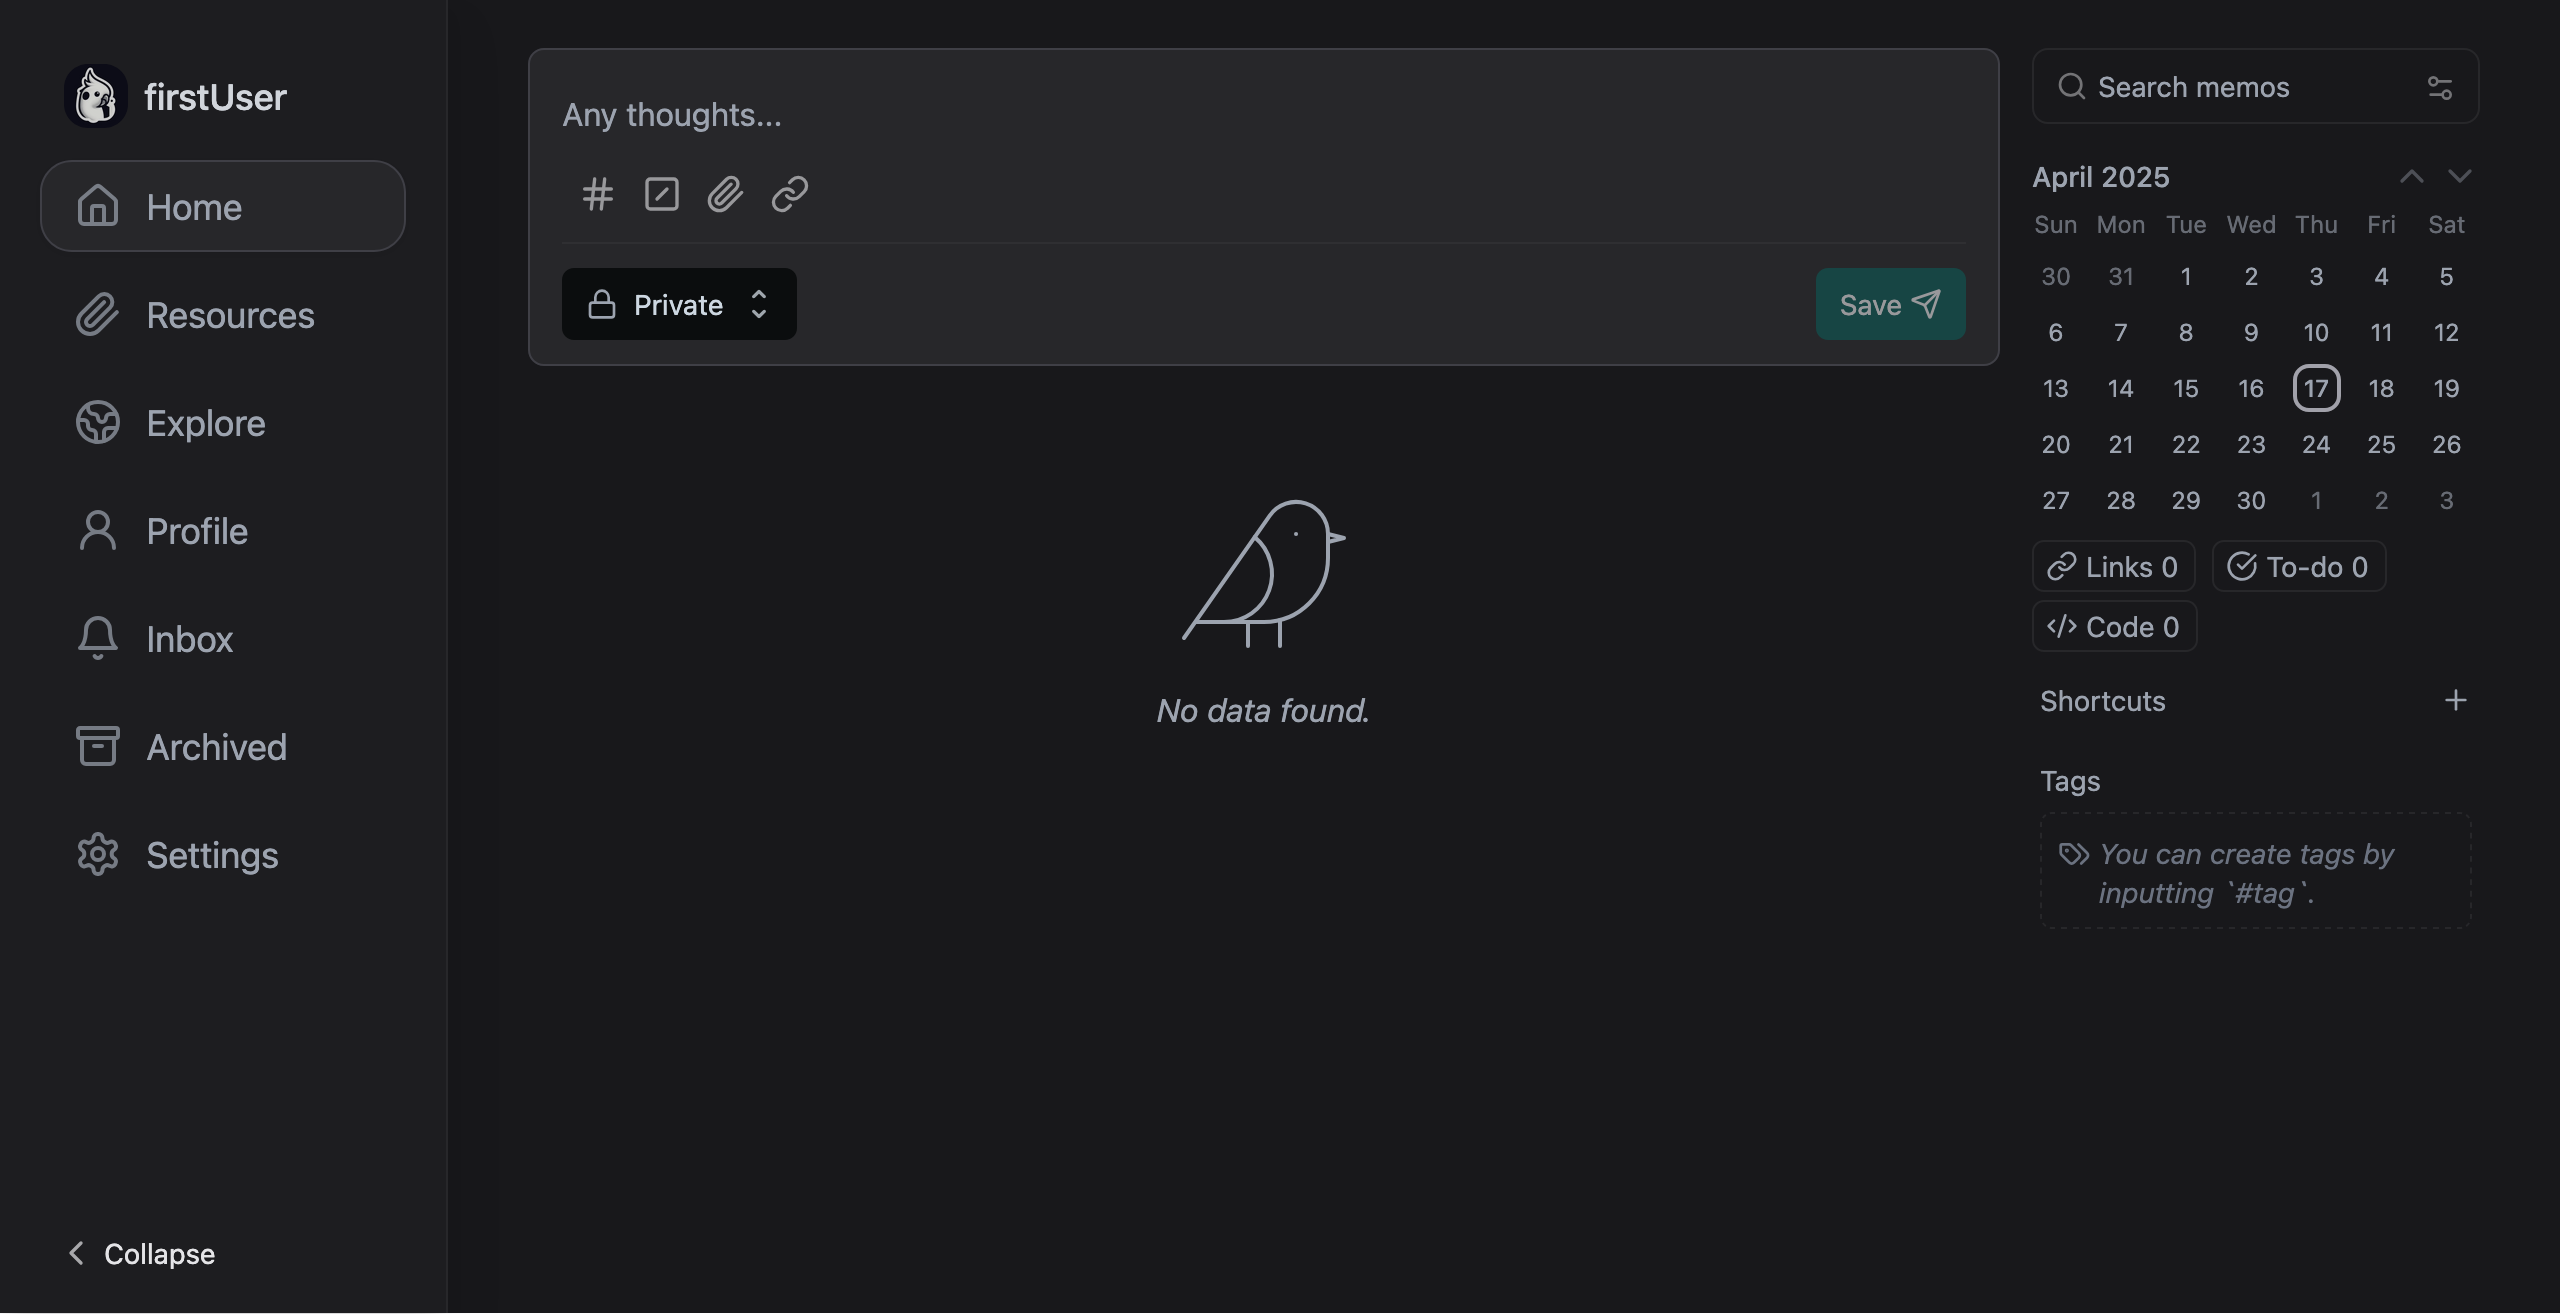 firstUser
Home
Resources
Explore
Profile
Inbox
Archived
Settings
Collapse
Any thoughts...
Private
Save
No data found.
Search memos
April 2025
Sun Mon Tue Wed Thu Fri Sat
30 31 1 2 3 4 5
6 7 8 9 10 11 12
13 14 15 16 17 18 19
20 21 22 23 24 25 26
27 28 29 30 1 2 3
Links 0 To-do 0
Code 0
Shortcuts
Tags
You can create tags by
inputting `#tag`.